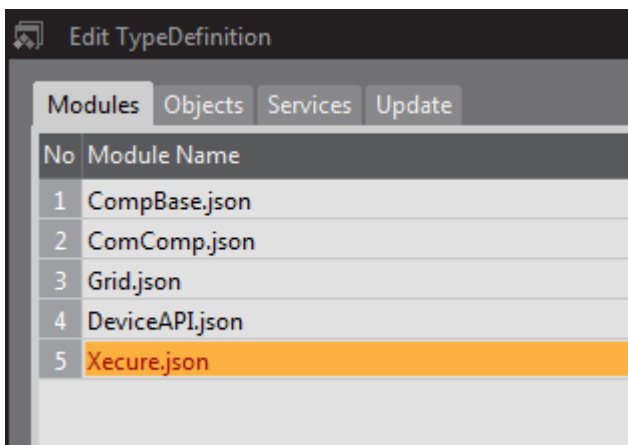 Edit TypeDefinition
Modules Objects Services Update
No Module Name
1 CompBase.json
2 ComComp.json
3 Grid.json
4 DeviceAPI.json
5 Xecure.json